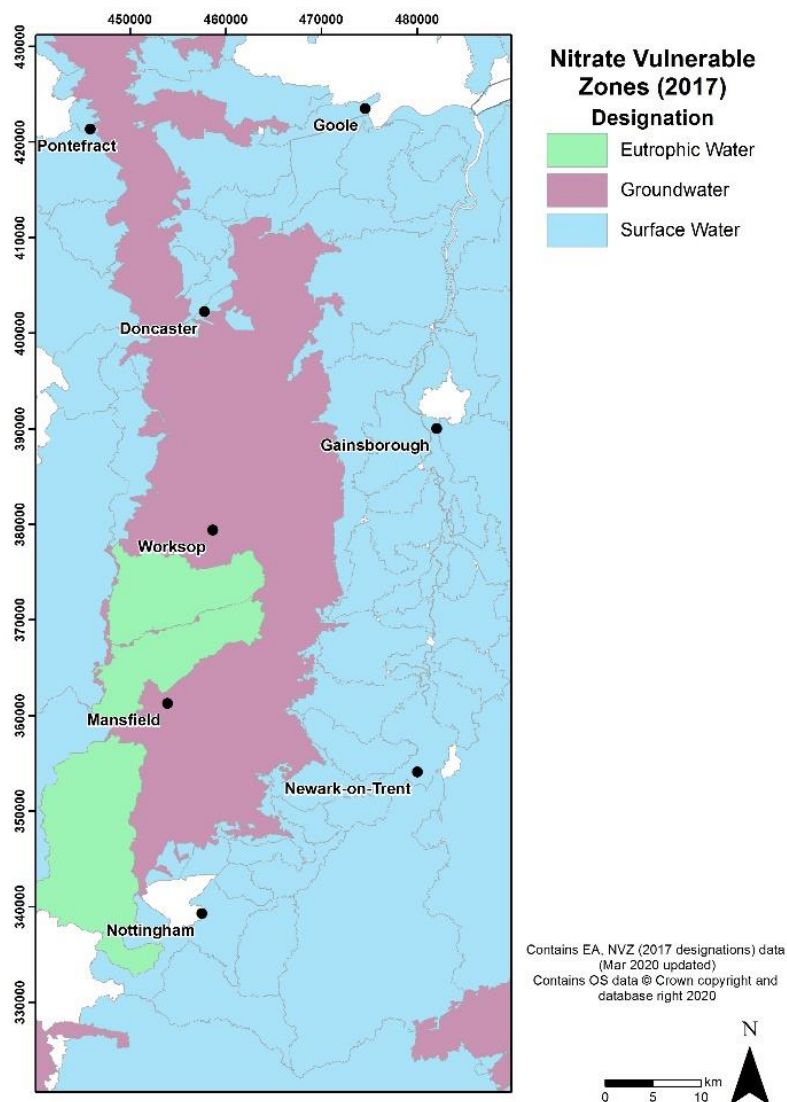 450000 460000 470000 480000
430000
420000
410000
400000
390000
380000
370000
360000
350000
340000
330000
Goole
Pontefract
Doncaster
Gainsborough
Worksop
Mansfield
Newark-on-Trent
Nottingham
Nitrate Vulnerable
Zones (2017)
Designation
Eutrophic Water
Groundwater
Surface Water
Contains EA, NVZ (2017 designations) data
(Mar 2020 updated)
Contains OS data © Crown copyright and
database right 2020
N
km
0 5 10